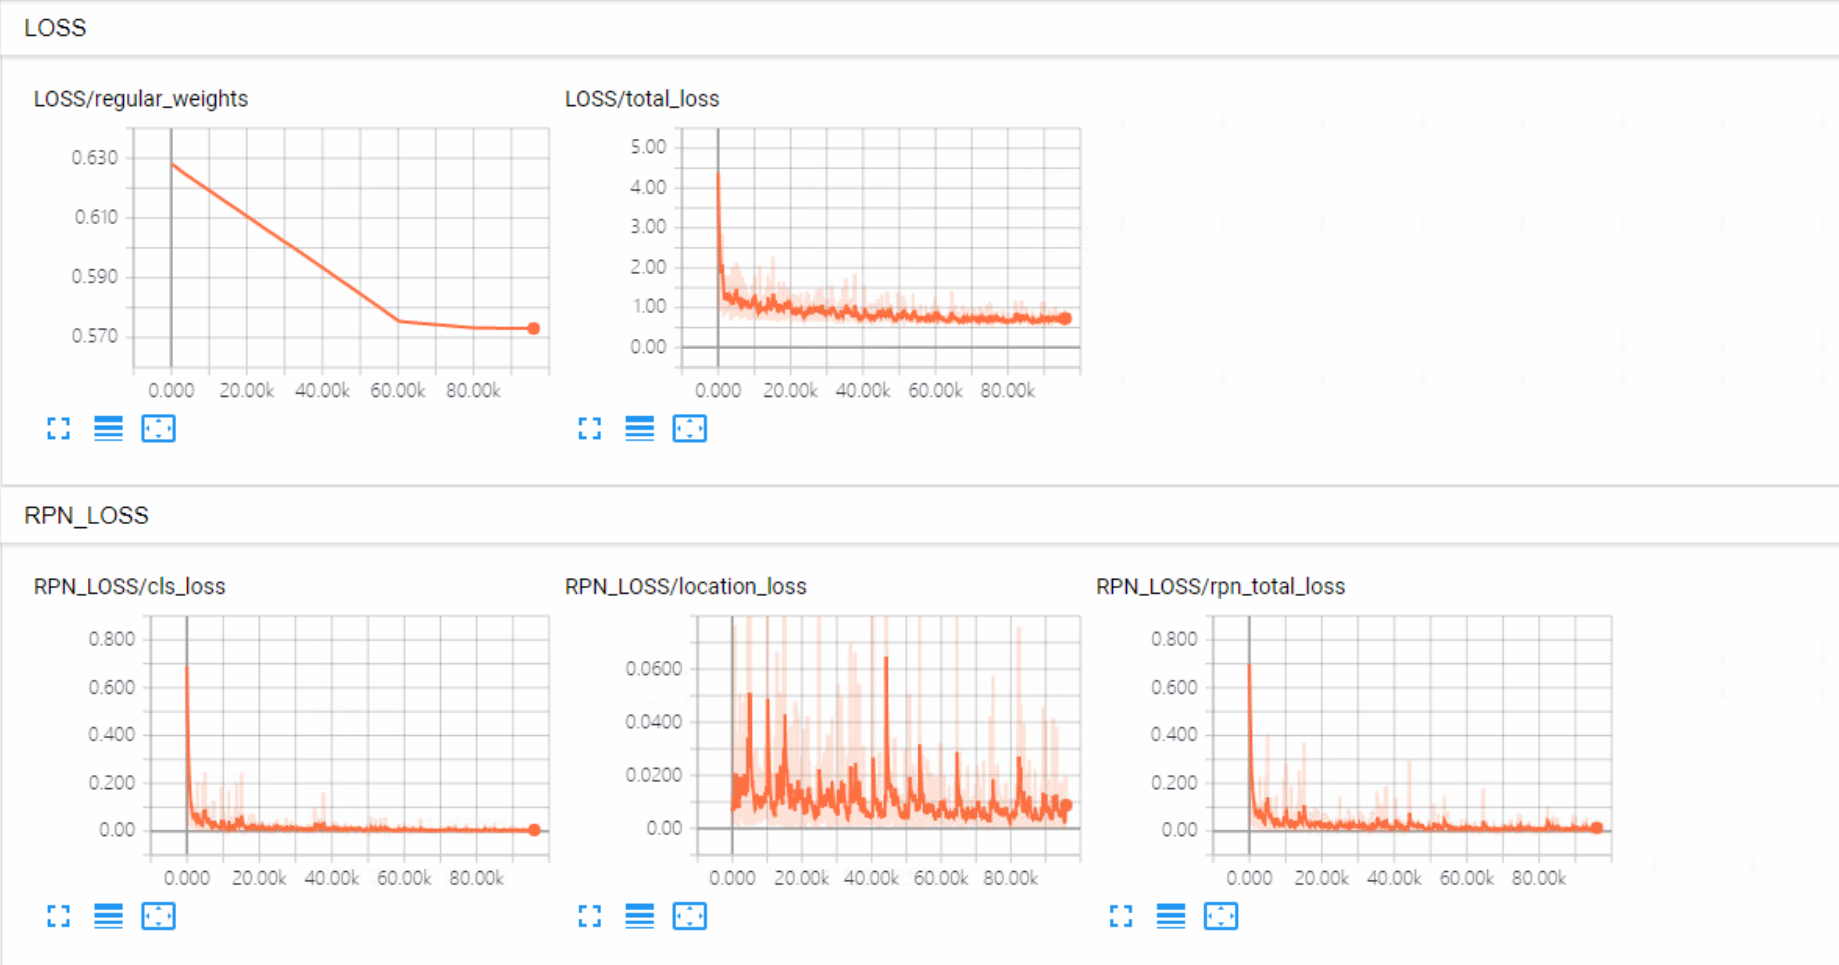 LOSS
LOSS/regular_weights
0.630
0.610
0.590
0.570
0.000 20.00k 40.00k 60.00k 80.00k
LOSS/total_loss
5.00
4.00
3.00
2.00
1.00
0.00
0.000 20.00k 40.00k 60.00k 80.00k
RPN_LOSS
RPN_LOSS/cls_loss
0.800
0.600
0.400
0.200
0.00
0.000 20.00k 40.00k 60.00k 80.00k
RPN_LOSS/location_loss
0.0600
0.0400
0.0200
0.00
0.000 20.00k 40.00k 60.00k 80.00k
RPN_LOSS/rpn_total_loss
0.800
0.600
0.400
0.200
0.00
0.000 20.00k 40.00k 60.00k 80.00k